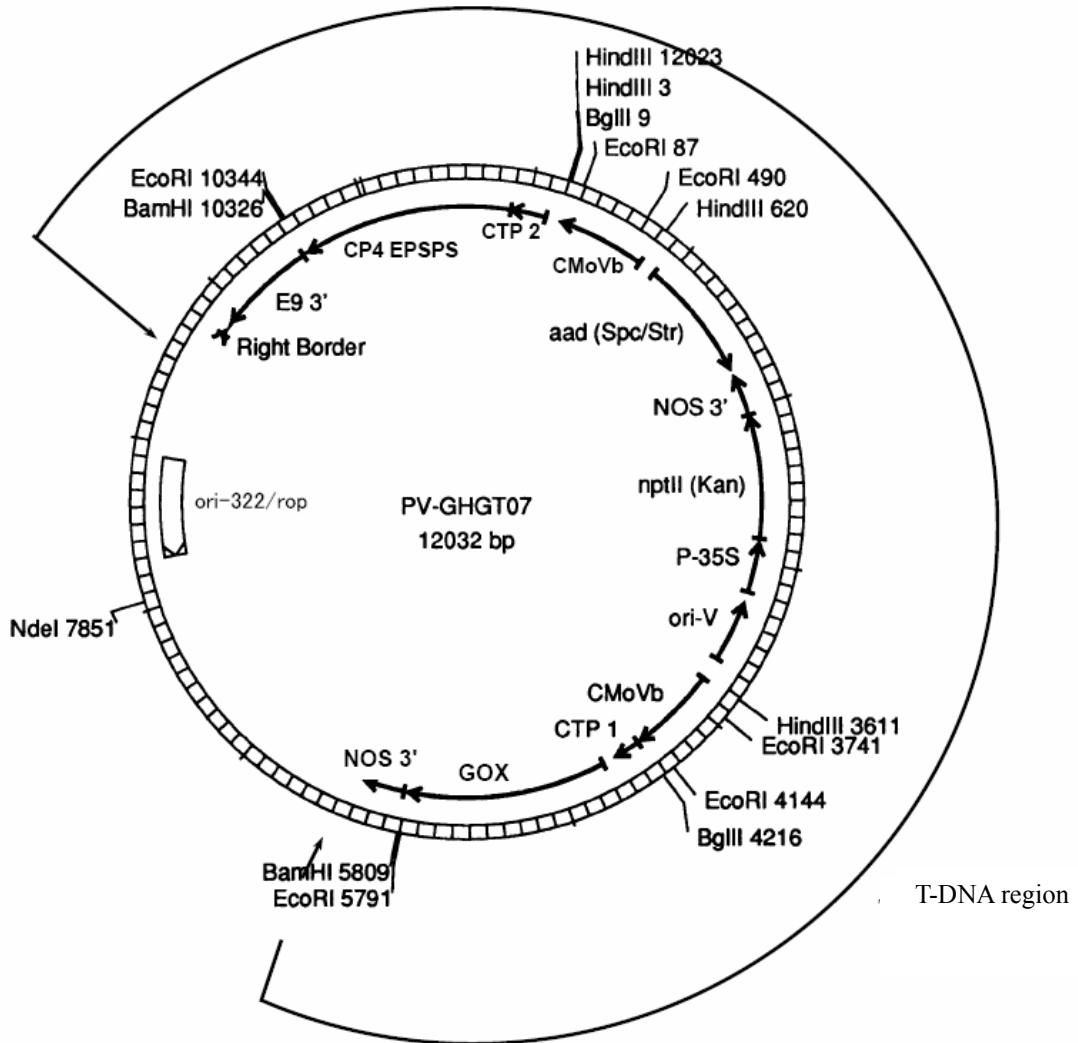 HindIII 12023
HindIII 3
BglII 9
EcoRI 87
EcoRI 490
HindIII 620
EcoRI 10344
BamHI 10326
CTP 2
CP4 EPSPS
CMoVb
E9 3'
aad (Spc/Str)
Right Border
NOS 3'
nptII (Kan)
ori-322/rop
PV-GHGT07
12032 bp
P-35S
ori-V
NdeI 7851
CMoVb
CTP 1
HindIII 3611
EcoRI 3741
NOS 3'
GOX
EcoRI 4144
BglII 4216
BamHI 5809
EcoRI 5791
T-DNA region